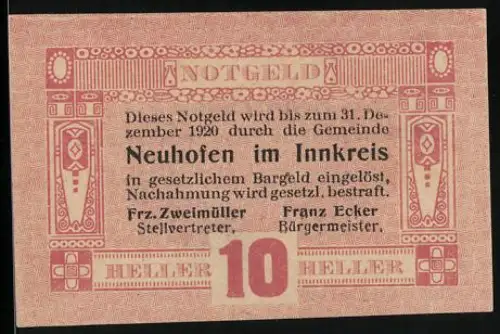 NOTGELD
Dieses Notgeld wird bis zum 31. De-
zember 1920 durch die Gemeinde
Neuhofen im Innkreis
in gesetzlichem Bargeld eingelöst,
Nachahmung wird gesetzl. bestraft.
Frz. Zweimüller Franz Ecker
Stellvertreter, Bürgermeister,
HELLER 10 HELLER